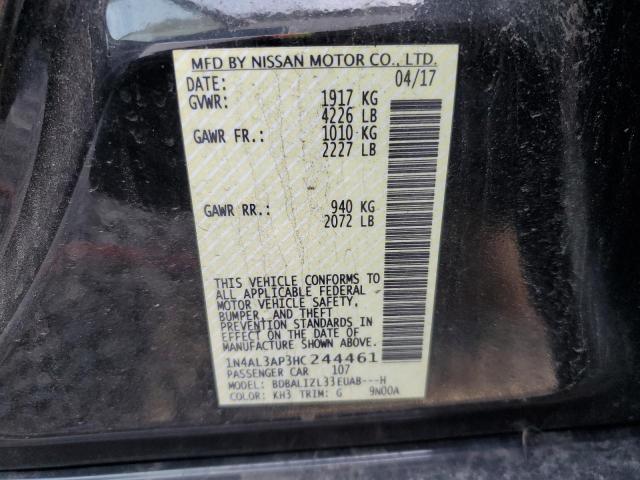 MFD BY NISSAN MOTOR CO., LTD.
DATE: 04/17
GVWR: 1917 KG
4226 LB
GAWR FR.: 1010 KG
2227 LB
GAWR RR.: 940 KG
2072 LB
THIS VEHICLE CONFORMS TO
ALL APPLICABLE FEDERAL
MOTOR VEHICLE SAFETY,
BUMPER, AND THEFT
PREVENTION STANDARDS IN
EFFECT ON THE DATE OF
MANUFACTURE SHOWN ABOVE.
1N4AL3AP3HC244461
PASSENGER CAR 107
MODEL: BDBALIZL33EUAB---H
COLOR: KH3 TRIM: G 9N00A